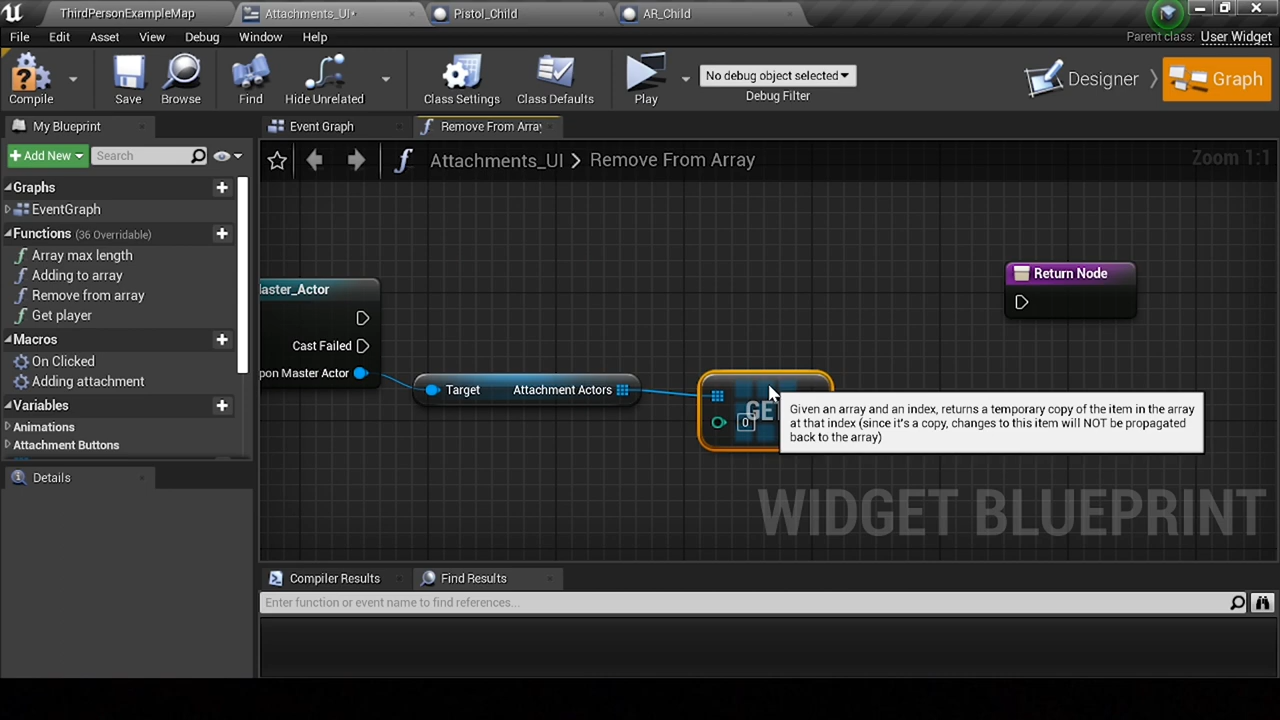 ThirdPersonExampleMap
Attachments_UI*
Pistol_Child
AR_Child
File Edit Asset View Debug Window Help
Parent class: User Widget
Compile
Save
Browse
Find
Hide Unrelated
Class Settings
Class Defaults
Play
No debug object selected
Debug Filter
Designer
Graph
My Blueprint
Event Graph
Remove From Array
Add New
Search
Attachments_UI > Remove From Array
Zoom 1:1
Graphs
EventGraph
Functions (36 Overridable)
Array max length
Adding to array
Remove from array
Get player
Macros
On Clicked
Adding attachment
Variables
Animations
Attachment Buttons
Details
laster_Actor
Cast Failed
pon Master Actor
Target Attachment Actors
GE
0
Return Node
Given an array and an index, returns a temporary copy of the item in the array
at that index (since it's a copy, changes to this item will NOT be propagated
back to the array)
WIDGET BLUEPRINT
Compiler Results
Find Results
Enter function or event name to find references...